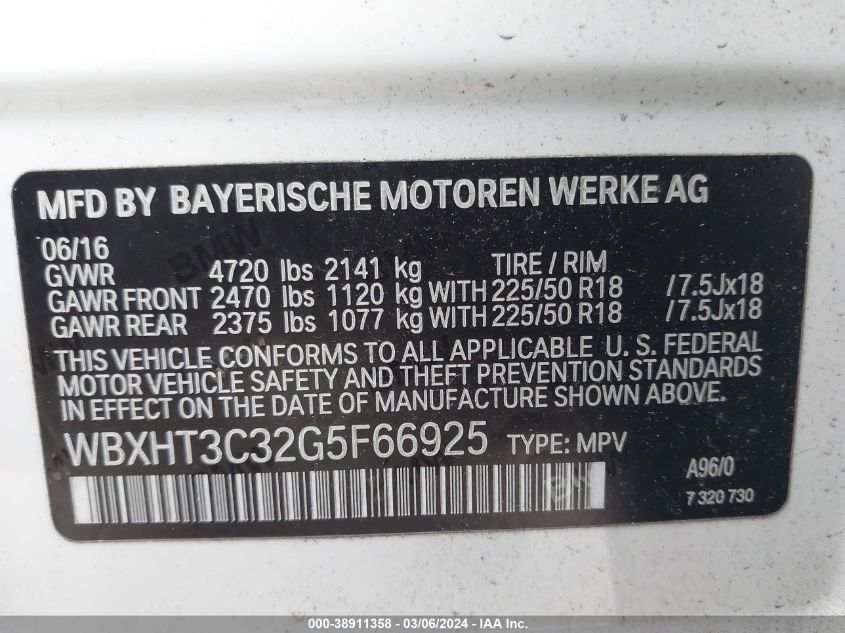 MFD BY BAYERISCHE MOTOREN WERKE AG
06/16
GVWR 4720 lbs 2141 kg TIRE / RIM
GAWR FRONT 2470 lbs 1120 kg WITH 225/50 R18 /7.5Jx18
GAWR REAR 2375 lbs 1077 kg WITH 225/50 R18 /7.5Jx18
THIS VEHICLE CONFORMS TO ALL APPLICABLE U. S. FEDERAL
MOTOR VEHICLE SAFETY AND THEFT PREVENTION STANDARDS
IN EFFECT ON THE DATE OF MANUFACTURE SHOWN ABOVE.
WBXHT3C32G5F66925 TYPE: MPV
A96/0
7 320 730
000-38911358 - 03/06/2024 - IAA Inc.